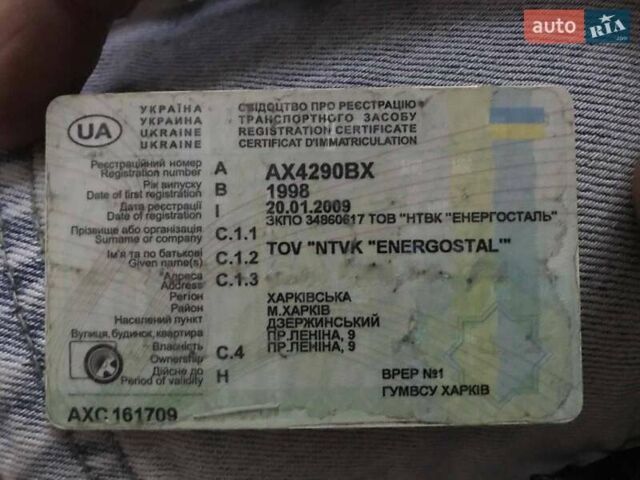 auto RIA.com
УКРАЇНА
УКРАИНА
UKRAINE
UKRAINE
UA
СВІДОЦТВО ПРО РЕЄСТРАЦІЮ
ТРАНСПОРТНОГО ЗАСОБУ
REGISTRATION CERTIFICATE
CERTIFICAT D'IMMATRICULATION
Реєстраційний номер
Registration number A AX4290BX
Рік випуску
Date of first registration B 1998
Дата реєстрації
Date of registration I 20.01.2009
ЗКПО 34860617 ТОВ "НТВК "ЕНЕРГОСТАЛЬ"
Прізвище або організація
Surname or company C.1.1 TOV "NTVK "ENERGOSTAL'"
Ім'я та по батькові
Given name(s) C.1.2
Адреса
Address C.1.3
Регіон ХАРКІВСЬКА
Район М.ХАРКІВ
Населений пункт ДЗЕРЖИНСЬКИЙ
Вулиця, будинок, квартира ПР.ЛЕНІНА, 9
Власність ПР.ЛЕНІНА, 9
Ownership C.4
Дійсне до
Period of validity H
ВРЕР №1
ГУМВСУ ХАРКІВ
AXC 161709